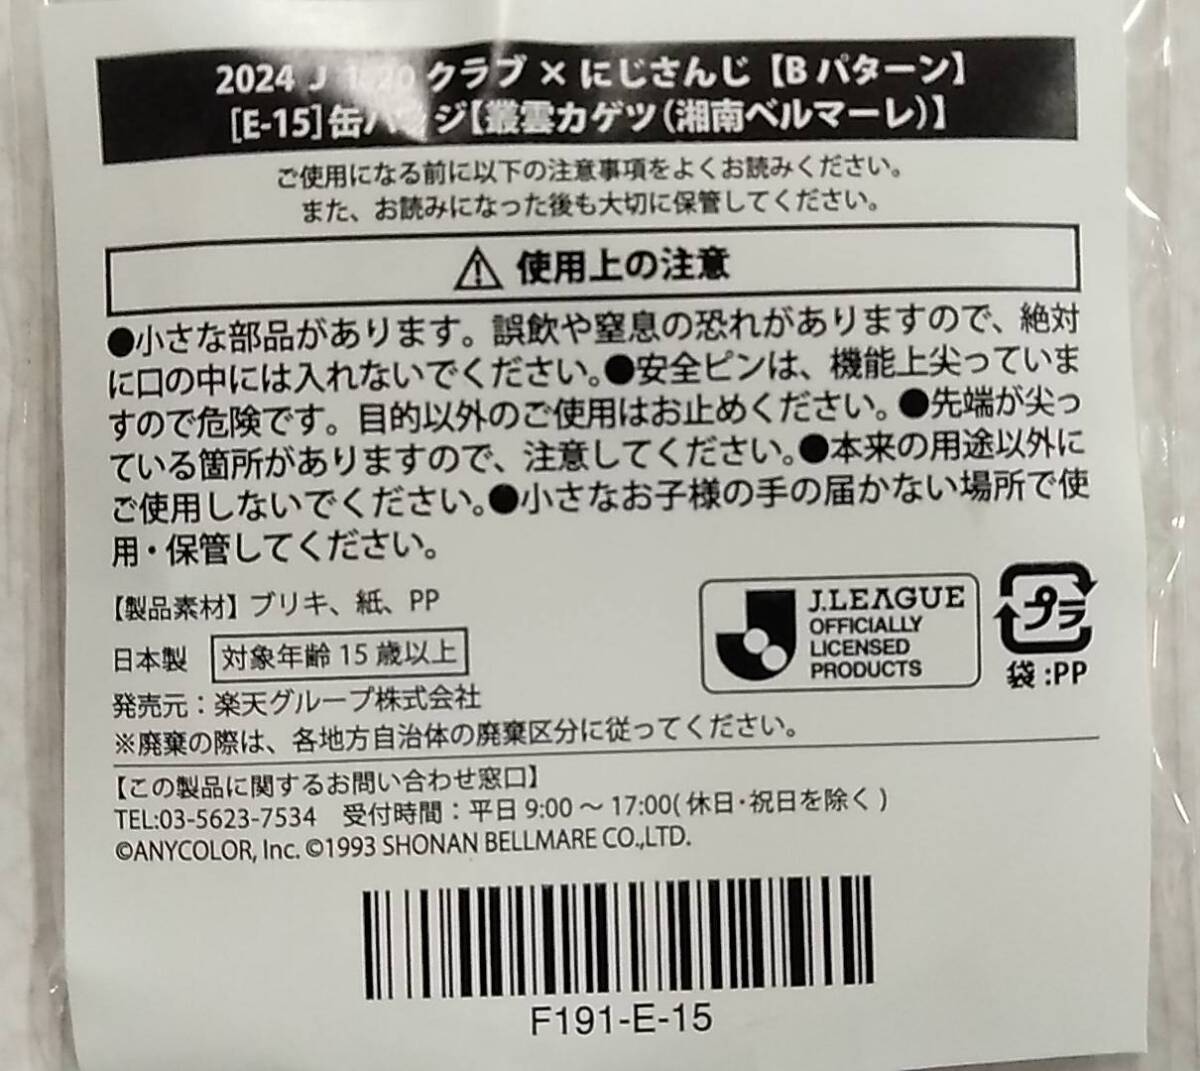 2024 J クラブ × にじさんじ【B パターン】
[E-15]缶バッジ【叢雲カゲツ（湘南ベルマーレ）】
ご使用になる前に以下の注意事項をよくお読みください。
また、お読みになった後も大切に保管してください。
⚠ 使用上の注意
●小さな部品があります。誤飲や窒息の恐れがありますので、絶対
に口の中には入れないでください。●安全ピンは、機能上尖っていま
すので危険です。目的以外のご使用はお止めください。●先端が尖っ
ている箇所がありますので、注意してください。●本来の用途以外に
ご使用しないでください。●小さなお子様の手の届かない場所で使
用・保管してください。
【製品素材】ブリキ、紙、PP
日本製 対象年齢 15 歳以上
発売元：楽天グループ株式会社
※廃棄の際は、各地方自治体の廃棄区分に従ってください。
J.LEAGUE
OFFICIALLY
LICENSED
PRODUCTS
プラ
袋:PP
【この製品に関するお問い合わせ窓口】
TEL:03-5623-7534 受付時間：平日 9:00 ～ 17:00( 休日・祝日を除く )
©ANYCOLOR, Inc. ©1993 SHONAN BELLMARE CO.,LTD.
F191-E-15